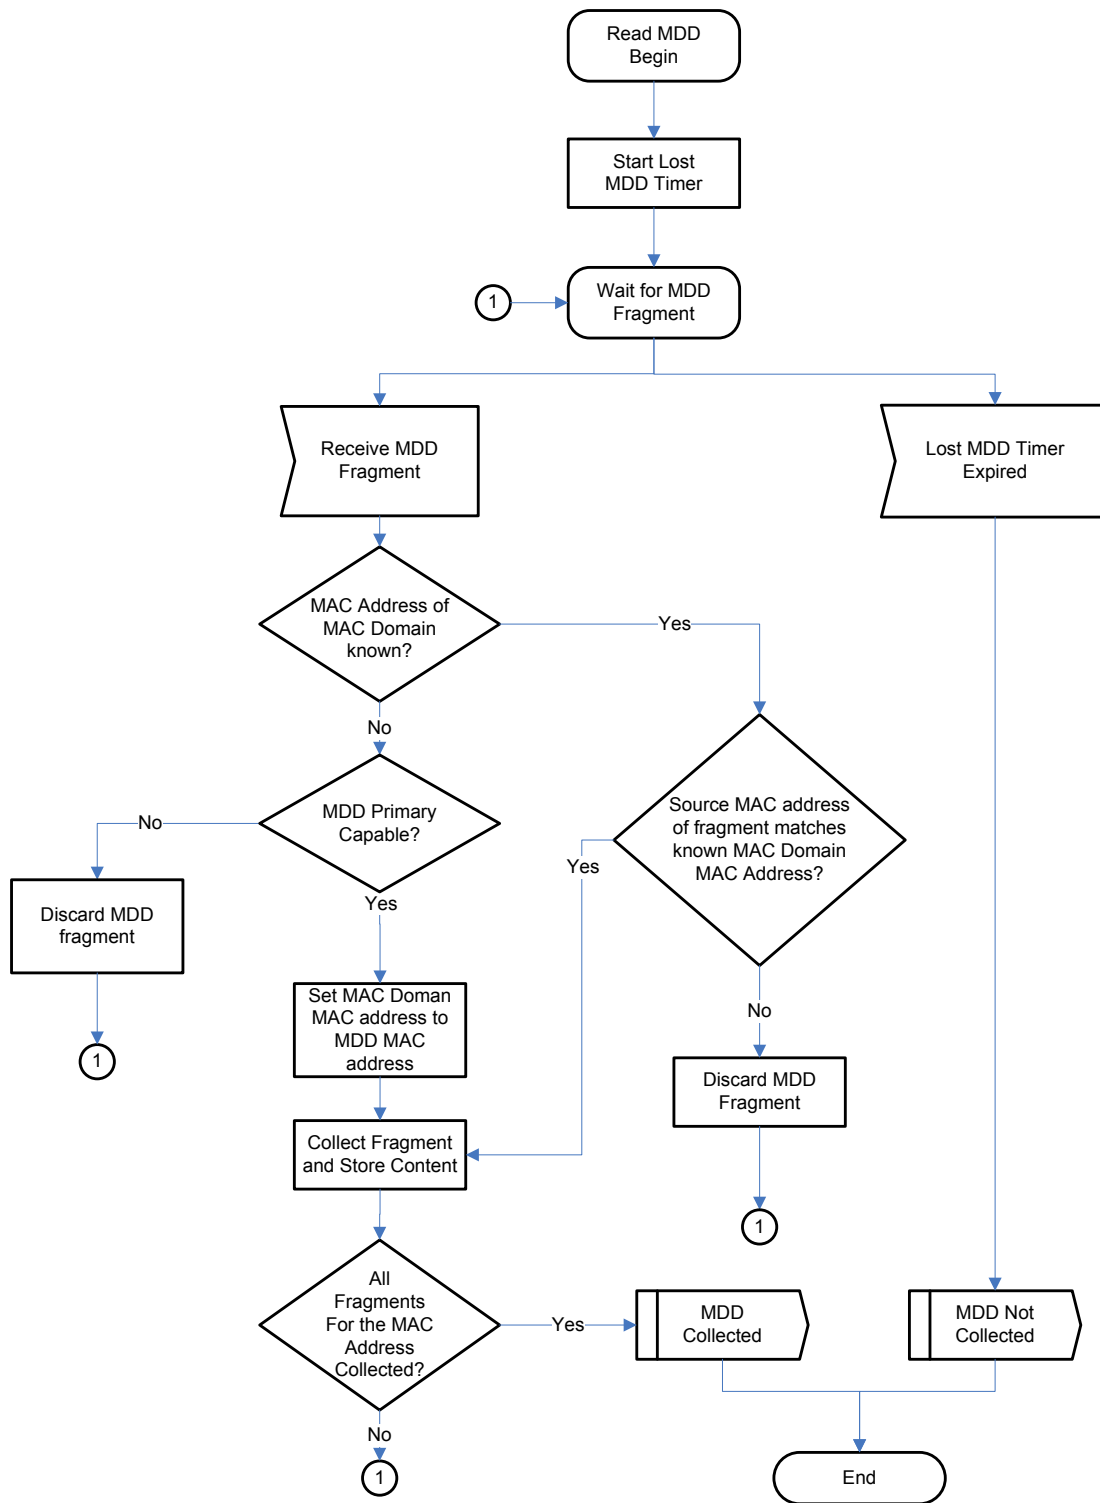 Read MDD
Begin
Start Lost
MDD Timer
1
Wait for MDD
Fragment
Receive MDD
Fragment
Lost MDD Timer
Expired
MAC Address of
MAC Domain
known?
Yes
No
MDD Primary
Capable?
No
Yes
Source MAC address
of fragment matches
known MAC Domain
MAC Address?
Yes
No
Discard MDD
fragment
1
Set MAC Doman
MAC address to
MDD MAC
address
Discard MDD
Fragment
1
Collect Fragment
and Store Content
All
Fragments
For the MAC
Address
Collected?
Yes
No
1
MDD
Collected
MDD Not
Collected
End